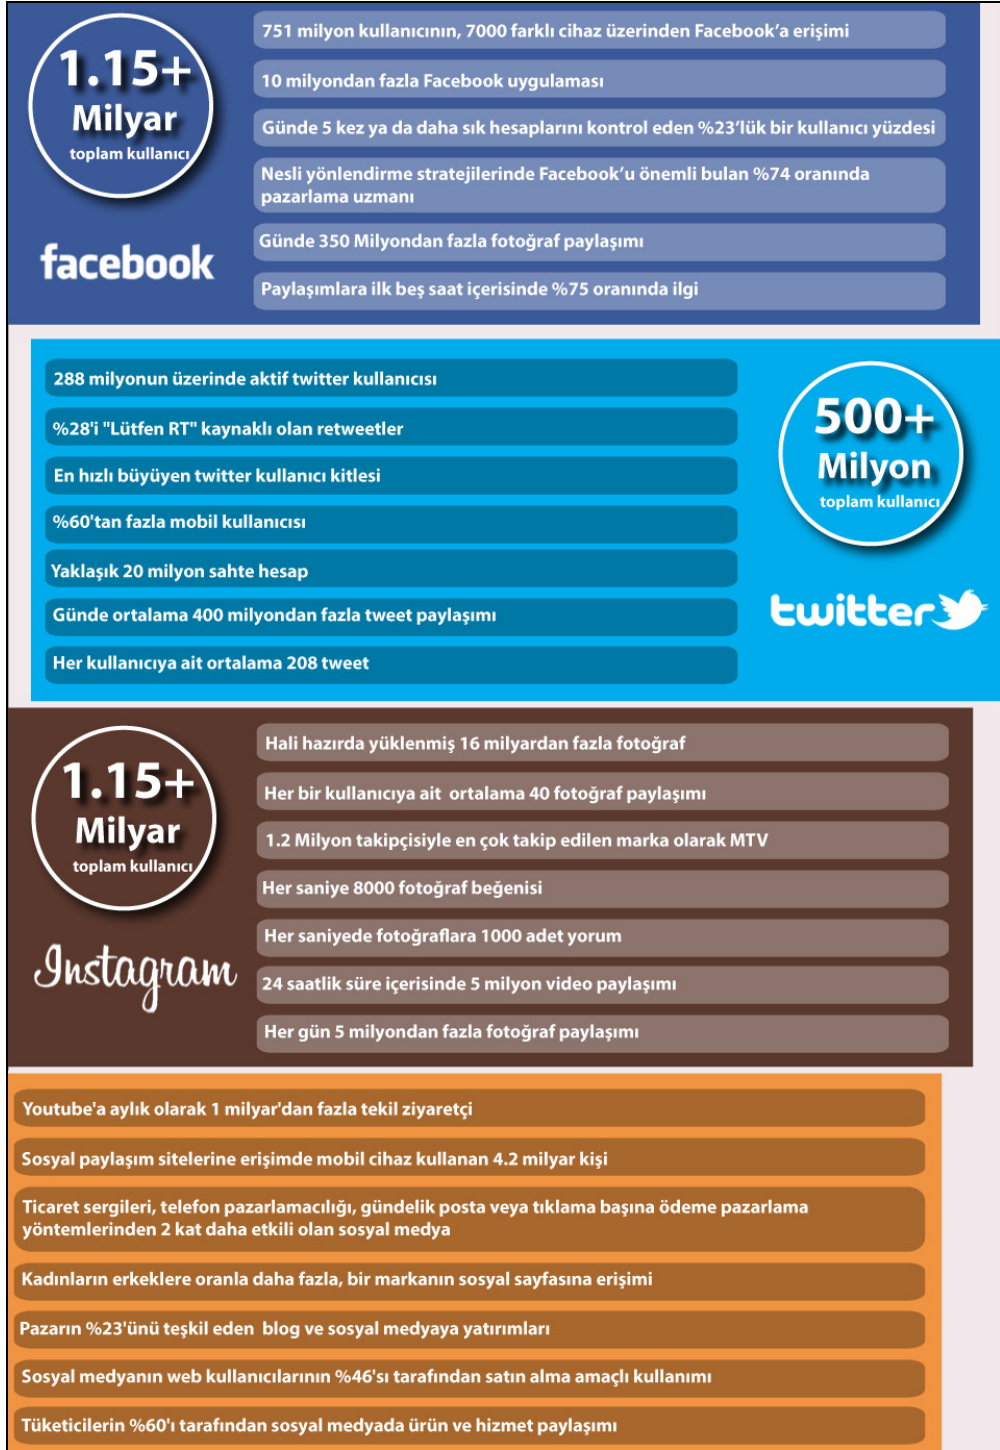 1.15+
Milyar
toplam kullanıcı
facebook
751 milyon kullanıcının, 7000 farklı cihaz üzerinden Facebook'a erişimi
10 milyondan fazla Facebook uygulaması
Günde 5 kez ya da daha sık hesaplarını kontrol eden %23'lük bir kullanıcı yüzdesi
Nesli yönlendirme stratejilerinde Facebook'u önemli bulan %74 oranında
pazarlama uzmanı
Günde 350 Milyondan fazla fotoğraf paylaşımı
Paylaşımlara ilk beş saat içerisinde %75 oranında ilgi
288 milyonun üzerinde aktif twitter kullanıcısı
%28'i "Lütfen RT" kaynaklı olan retweetler
En hızlı büyüyen twitter kullanıcı kitlesi
%60'tan fazla mobil kullanıcısı
Yaklaşık 20 milyon sahte hesap
Günde ortalama 400 milyondan fazla tweet paylaşımı
Her kullanıcıya ait ortalama 208 tweet
500+
Milyon
toplam kullanıcı
twitter
1.15+
Milyar
toplam kullanıcı
Instagram
Hali hazırda yüklenmiş 16 milyardan fazla fotoğraf
Her bir kullanıcıya ait  ortalama 40 fotoğraf paylaşımı
1.2 Milyon takipçisiyle en çok takip edilen marka olarak MTV
Her saniye 8000 fotoğraf beğenisi
Her saniyede fotoğraflara 1000 adet yorum
24 saatlik süre içerisinde 5 milyon video paylaşımı
Her gün 5 milyondan fazla fotoğraf paylaşımı
Youtube'a aylık olarak 1 milyar'dan fazla tekil ziyaretçi
Sosyal paylaşım sitelerine erişimde mobil cihaz kullanan 4.2 milyar kişi
Ticaret sergileri, telefon pazarlamacılığı, gündelik posta veya tıklama başına ödeme pazarlama
yöntemlerinden 2 kat daha etkili olan sosyal medya
Kadınların erkeklere oranla daha fazla, bir markanın sosyal sayfasına erişimi
Pazarın %23'ünü teşkil eden  blog ve sosyal medyaya yatırımları
Sosyal medyanın web kullanıcılarının %46'sı tarafından satın alma amaçlı kullanımı
Tüketicilerin %60'ı tarafından sosyal medyada ürün ve hizmet paylaşımı